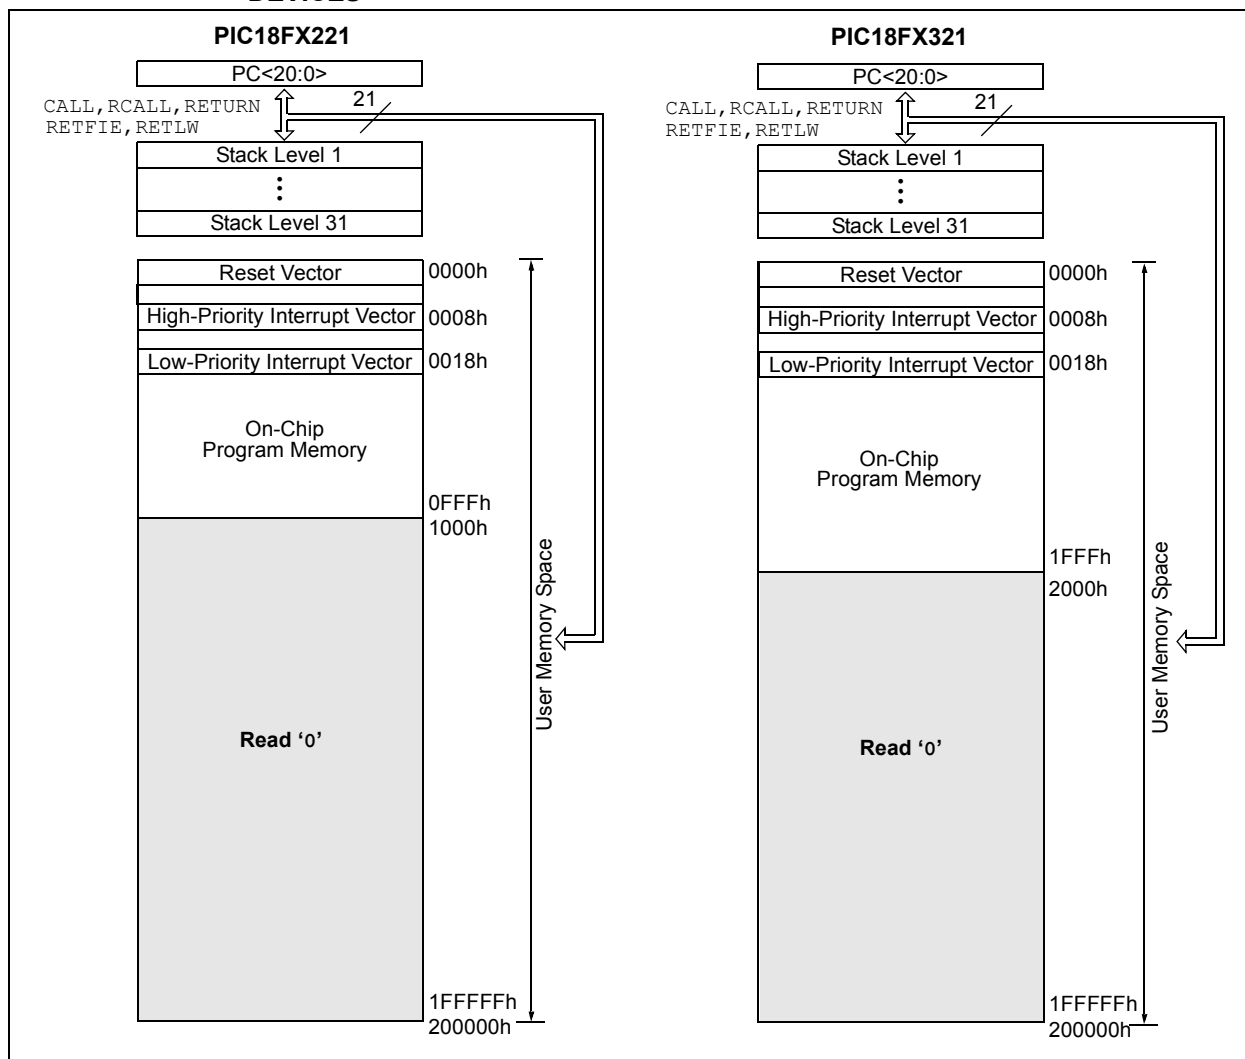 PIC18FX221
PC<20:0>
CALL,RCALL,RETURN
RETFIE,RETLW
21
Stack Level 1
Stack Level 31
Reset Vector
0000h
High-Priority Interrupt Vector
0008h
Low-Priority Interrupt Vector
0018h
On-Chip
Program Memory
0FFFh
1000h
User Memory Space
Read ‘0’
1FFFFFh
200000h
PIC18FX321
PC<20:0>
CALL,RCALL,RETURN
RETFIE,RETLW
21
Stack Level 1
Stack Level 31
Reset Vector
0000h
High-Priority Interrupt Vector
0008h
Low-Priority Interrupt Vector
0018h
On-Chip
Program Memory
1FFFh
2000h
User Memory Space
Read ‘0’
1FFFFFh
200000h